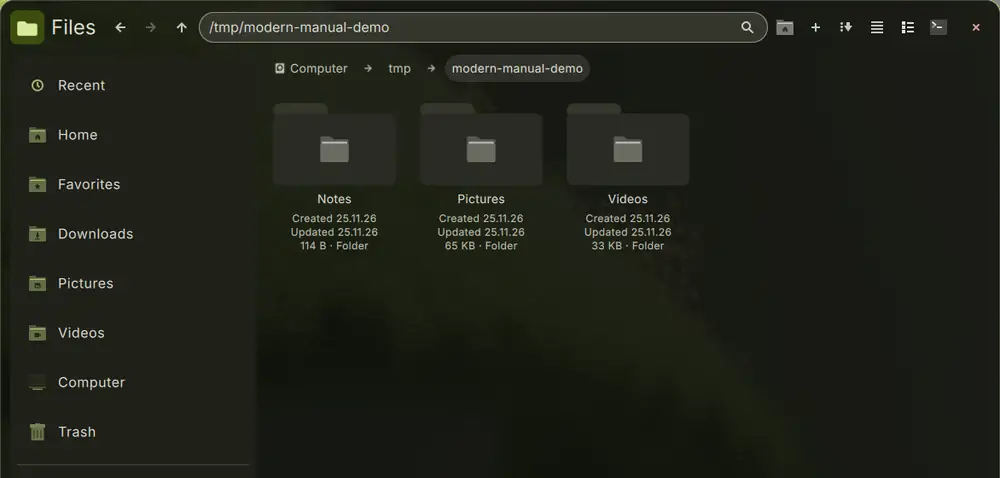 Files
/tmp/modern-manual-demo
Recent
Home
Favorites
Downloads
Pictures
Videos
Computer
Trash
Computer → tmp → modern-manual-demo
Notes
Created 25.11.26
Updated 25.11.26
114 B · Folder
Pictures
Created 25.11.26
Updated 25.11.26
65 KB · Folder
Videos
Created 25.11.26
Updated 25.11.26
33 KB · Folder